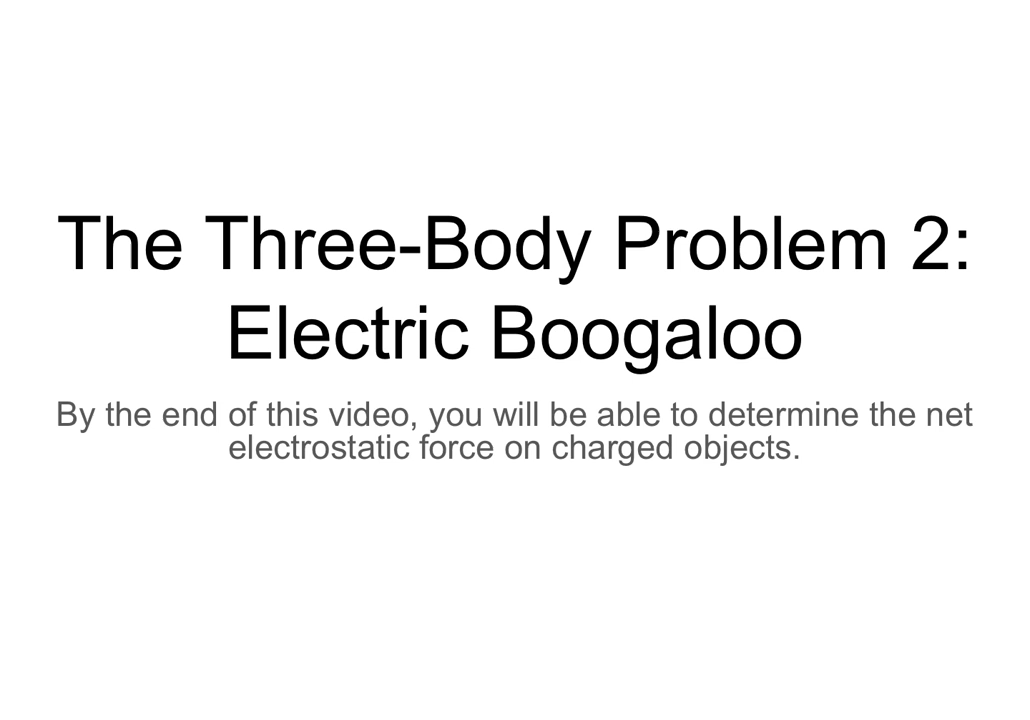 The Three-Body Problem 2:
Electric Boogaloo
By the end of this video, you will be able to determine the net
electrostatic force on charged objects.